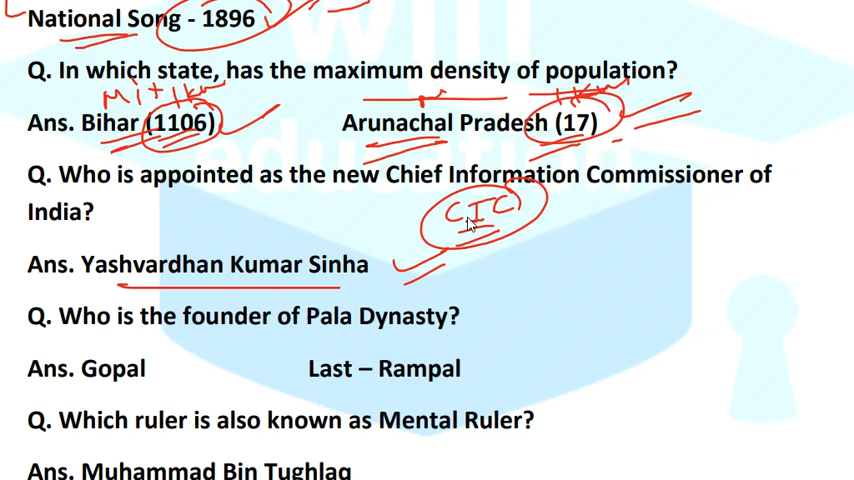 National Song - 1896
Q. In which state, has the maximum density of population?
Ans. Bihar (1106) Arunachal Pradesh (17)
Q. Who is appointed as the new Chief Information Commissioner of
India?
CIC
Ans. Yashvardhan Kumar Sinha
Q. Who is the founder of Pala Dynasty?
Ans. Gopal Last – Rampal
Q. Which ruler is also known as Mental Ruler?
Ans. Muhammad Bin Tughlaq
education